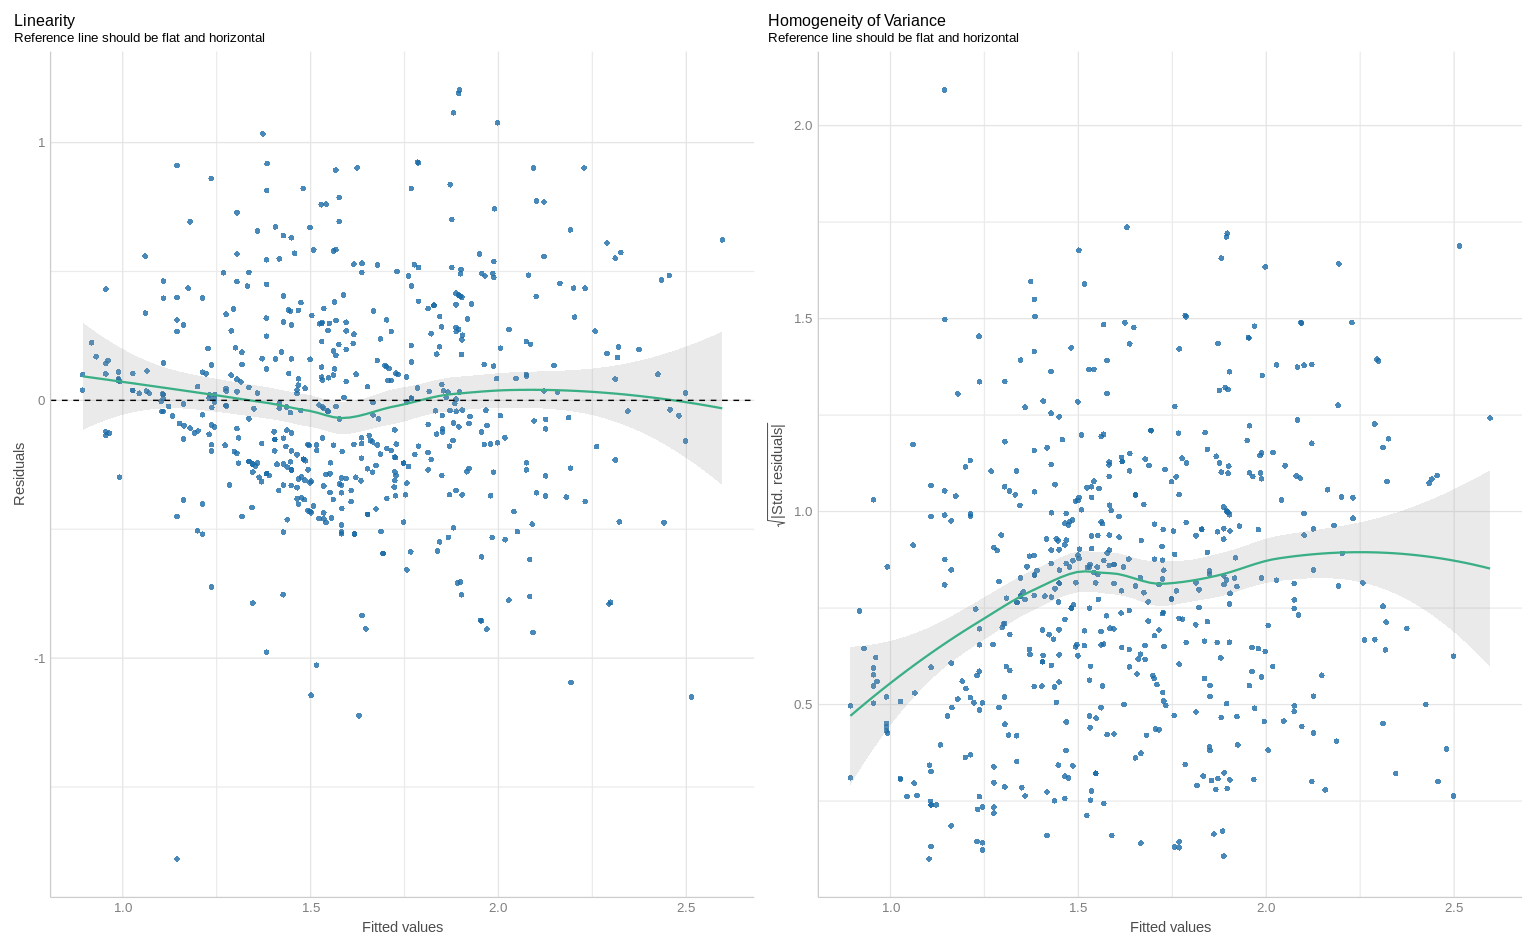 Linearity
Reference line should be flat and horizontal
1
0
-1
Residuals
1.0
1.5
2.0
2.5
Fitted values
Homogeneity of Variance
Reference line should be flat and horizontal
2.0
1.5
1.0
0.5
√|Std. residuals|
1.0
1.5
2.0
2.5
Fitted values